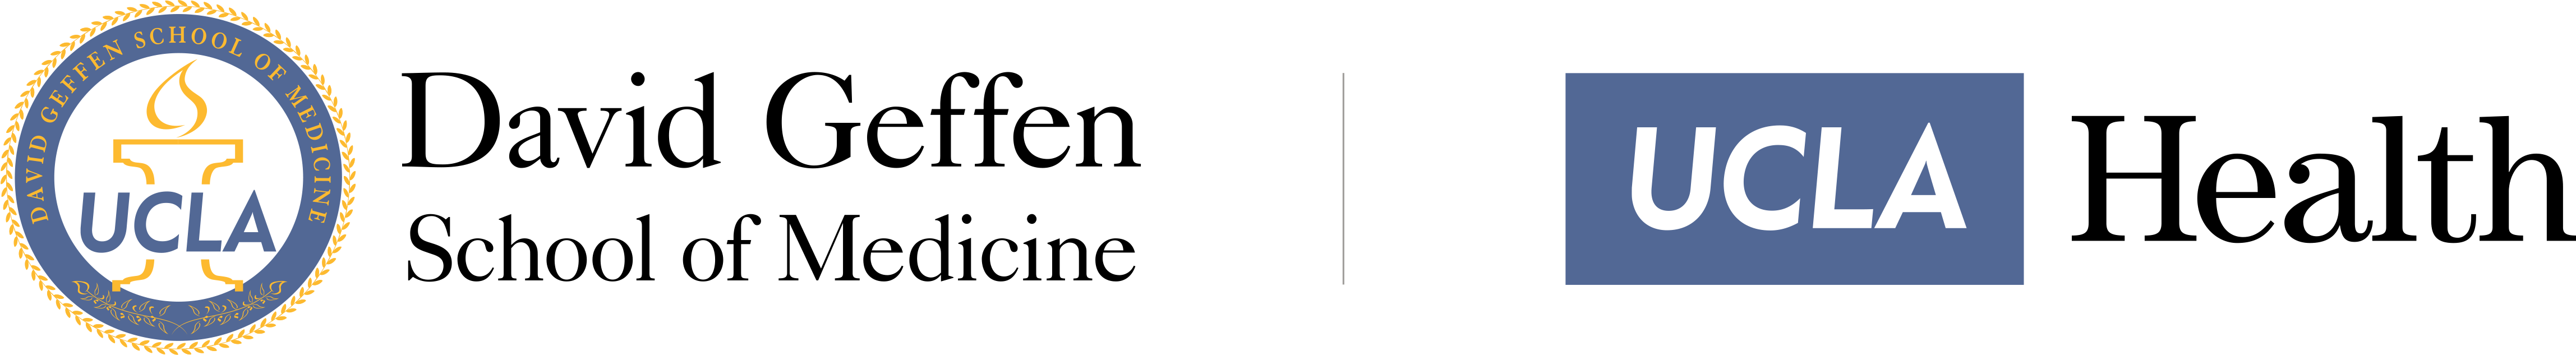 DAVID GEFFEN SCHOOL OF MEDICINE
UCLA
David Geffen
School of Medicine
UCLA Health